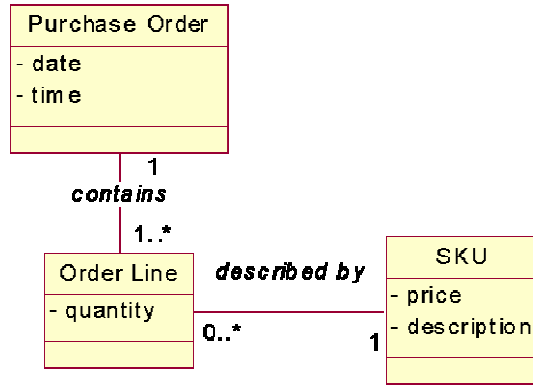 Purchase Order
- date
- time
1
contains
1..*
Order Line
- quantity
described by
0..*
1
SKU
- price
- description